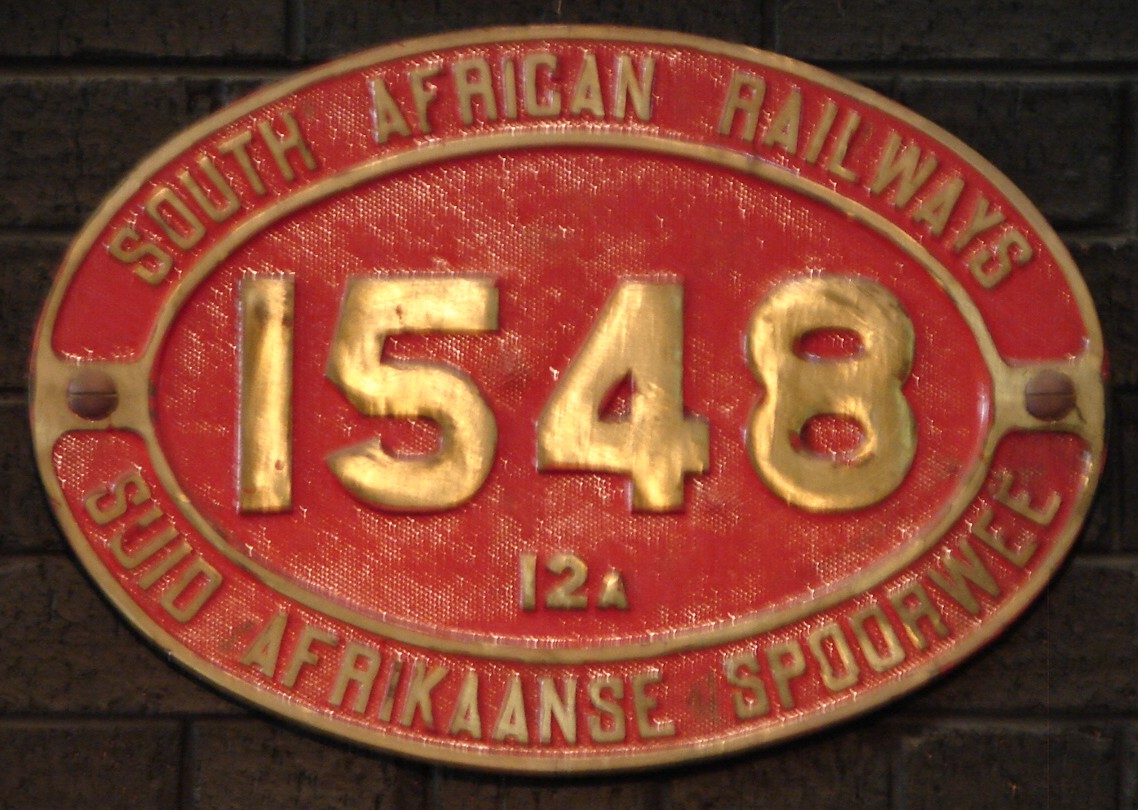 SOUTH AFRICAN RAILWAYS
1548
12A
SUID AFRIKAANSE SPOORWEE